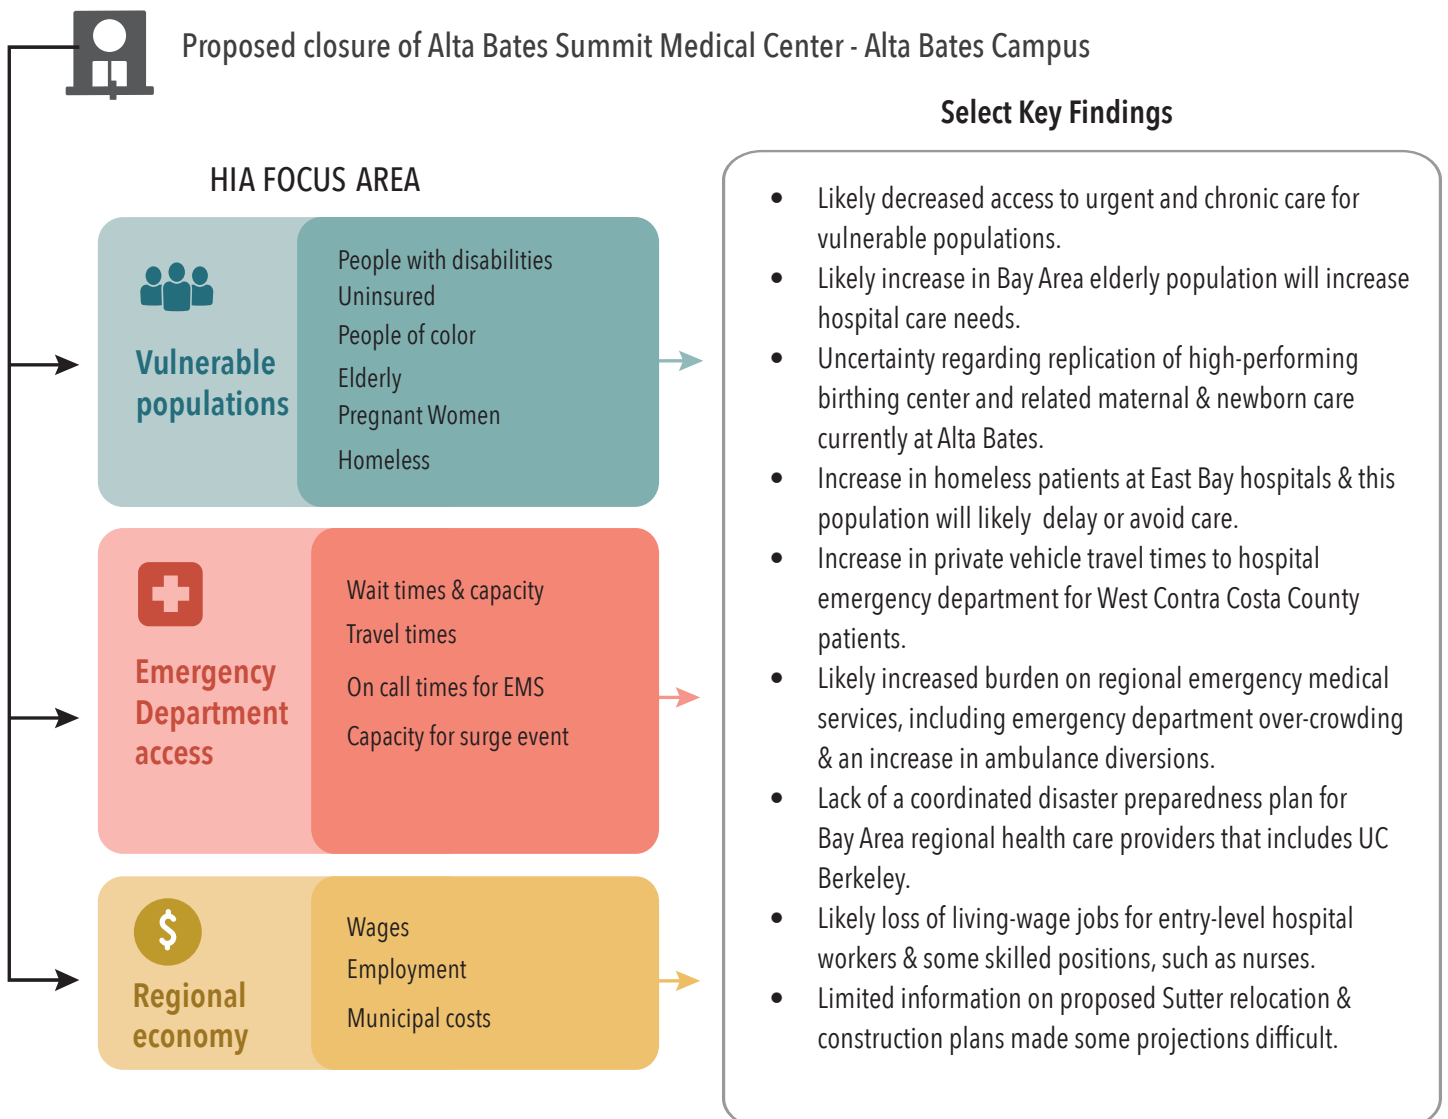 Proposed closure of Alta Bates Summit Medical Center - Alta Bates Campus
HIA FOCUS AREA
Vulnerable
populations
People with disabilities
Uninsured
People of color
Elderly
Pregnant Women
Homeless
Emergency
Department
access
Wait times & capacity
Travel times
On call times for EMS
Capacity for surge event
$
Regional
economy
Wages
Employment
Municipal costs
Select Key Findings
• Likely decreased access to urgent and chronic care for
vulnerable populations.
• Likely increase in Bay Area elderly population will increase
hospital care needs.
• Uncertainty regarding replication of high-performing
birthing center and related maternal & newborn care
currently at Alta Bates.
• Increase in homeless patients at East Bay hospitals & this
population will likely delay or avoid care.
• Increase in private vehicle travel times to hospital
emergency department for West Contra Costa County
patients.
• Likely increased burden on regional emergency medical
services, including emergency department over-crowding
& an increase in ambulance diversions.
• Lack of a coordinated disaster preparedness plan for
Bay Area regional health care providers that includes UC
Berkeley.
• Likely loss of living-wage jobs for entry-level hospital
workers & some skilled positions, such as nurses.
• Limited information on proposed Sutter relocation &
construction plans made some projections difficult.